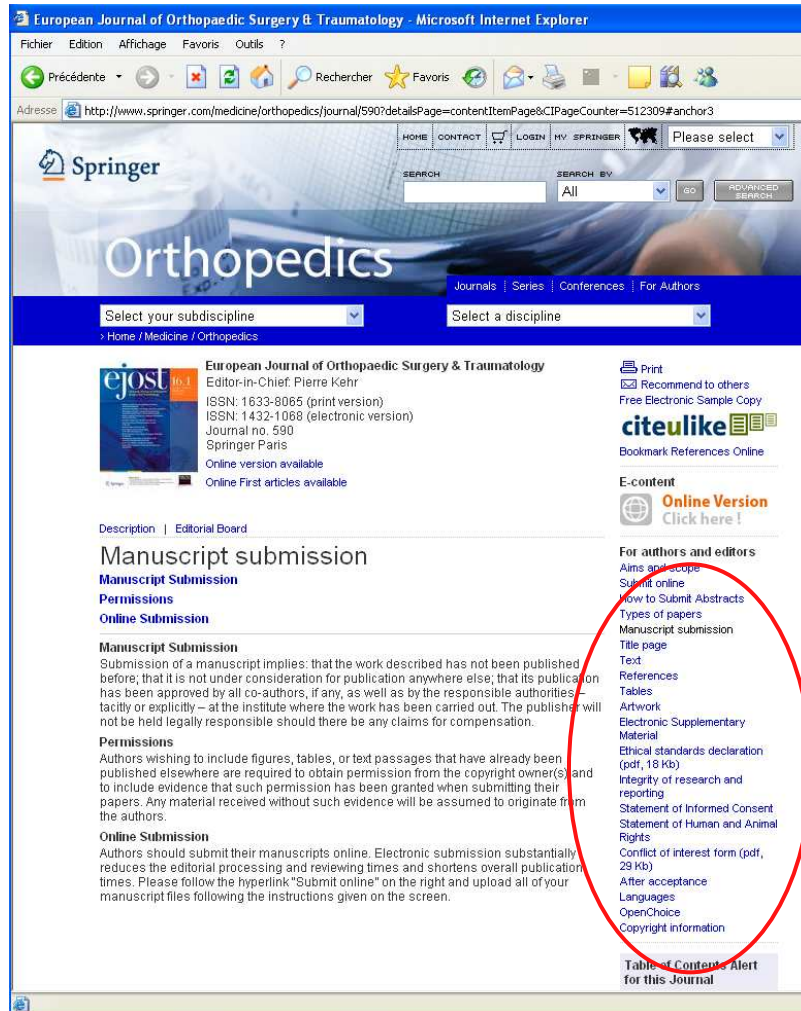 European Journal of Orthopaedic Surgery & Traumatology - Microsoft Internet Explorer
Fichier Edition Affichage Favoris Outils ?
Précédente Rechercher Favoris
Adresse http://www.springer.com/medicine/orthopedics/journal/590?detailsPage=contentItemPage&CIPageCounter=512309#anchor3
HOME CONTACT LOGIN MY SPRINGER Please select
Springer
SEARCH SEARCH BY
All GO ADVANCED SEARCH
Orthopedics
Journals Series Conferences For Authors
Select your subdiscipline Select a discipline
› Home / Medicine / Orthopedics
ejost 16.1
European Journal of Orthopaedic Surgery & Traumatology
Editor-in-Chief: Pierre Kehr
ISSN: 1633-8065 (print version)
ISSN: 1432-1068 (electronic version)
Journal no. 590
Springer Paris
Online version available
Online First articles available
Description | Editorial Board
Manuscript submission
Manuscript Submission
Permissions
Online Submission
Manuscript Submission
Submission of a manuscript implies: that the work described has not been published
before; that it is not under consideration for publication anywhere else; that its publication
has been approved by all co-authors, if any, as well as by the responsible authorities –
tacitly or explicitly – at the institute where the work has been carried out. The publisher will
not be held legally responsible should there be any claims for compensation.
Permissions
Authors wishing to include figures, tables, or text passages that have already been
published elsewhere are required to obtain permission from the copyright owner(s) and
to include evidence that such permission has been granted when submitting their
papers. Any material received without such evidence will be assumed to originate from
the authors.
Online Submission
Authors should submit their manuscripts online. Electronic submission substantially
reduces the editorial processing and reviewing times and shortens overall publication
times. Please follow the hyperlink "Submit online" on the right and upload all of your
manuscript files following the instructions given on the screen.
Print
Recommend to others
Free Electronic Sample Copy
citeulike
Bookmark References Online
E-content
Online Version
Click here !
For authors and editors
Aims and scope
Submit online
How to Submit Abstracts
Types of papers
Manuscript submission
Title page
Text
References
Tables
Artwork
Electronic Supplementary
Material
Ethical standards declaration
(pdf, 18 Kb)
Integrity of research and
reporting
Statement of Informed Consent
Statement of Human and Animal
Rights
Conflict of interest form (pdf,
29 Kb)
After acceptance
Languages
OpenChoice
Copyright information
Table of Contents Alert
for this Journal